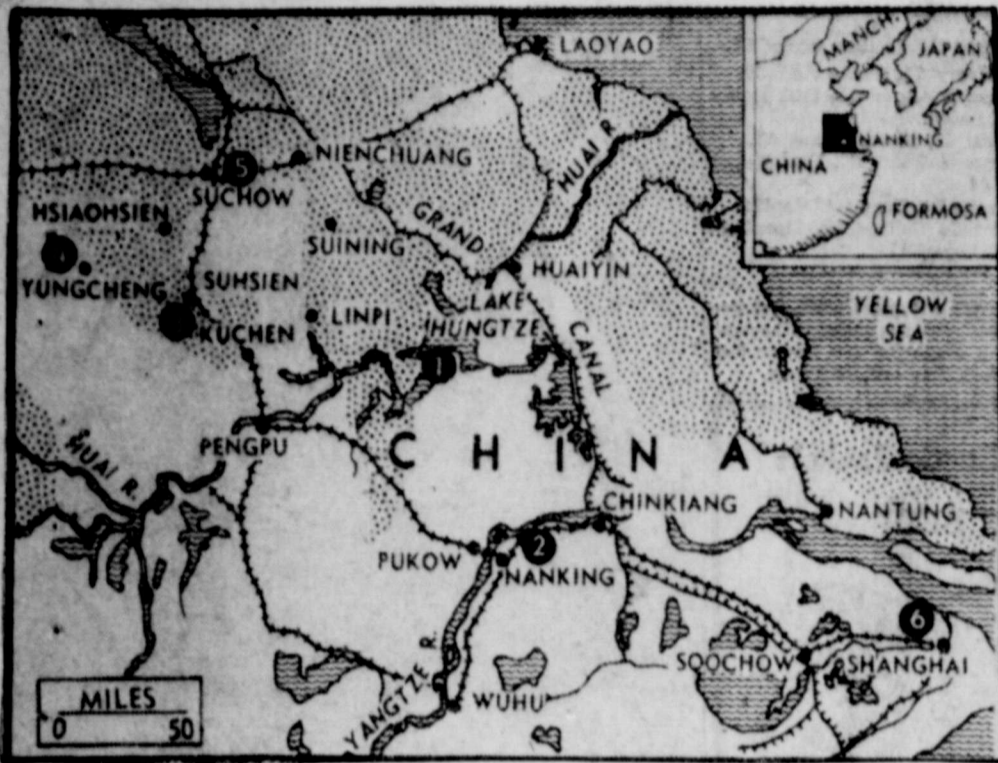 LAOYAO
MANCH.
JAPAN
NANKING
CHINA
FORMOSA
NIENCHUANG
5
SUCHOW
HUAI R.
HSIAOHSIEN
SUINING
GRAND
YUNGCHENG
SUHSIEN
HUAIYIN
KUCHEN
LINPI
LAKE
HUNGTZE
CANAL
YELLOW
SEA
1
PENGPU
CHINA
HUAI R.
CHINKIANG
NANTUNG
PUKOW
2
NANKING
6
SOOCHOW
SHANGHAI
YANGTZE R.
WUHU
MILES
0 50